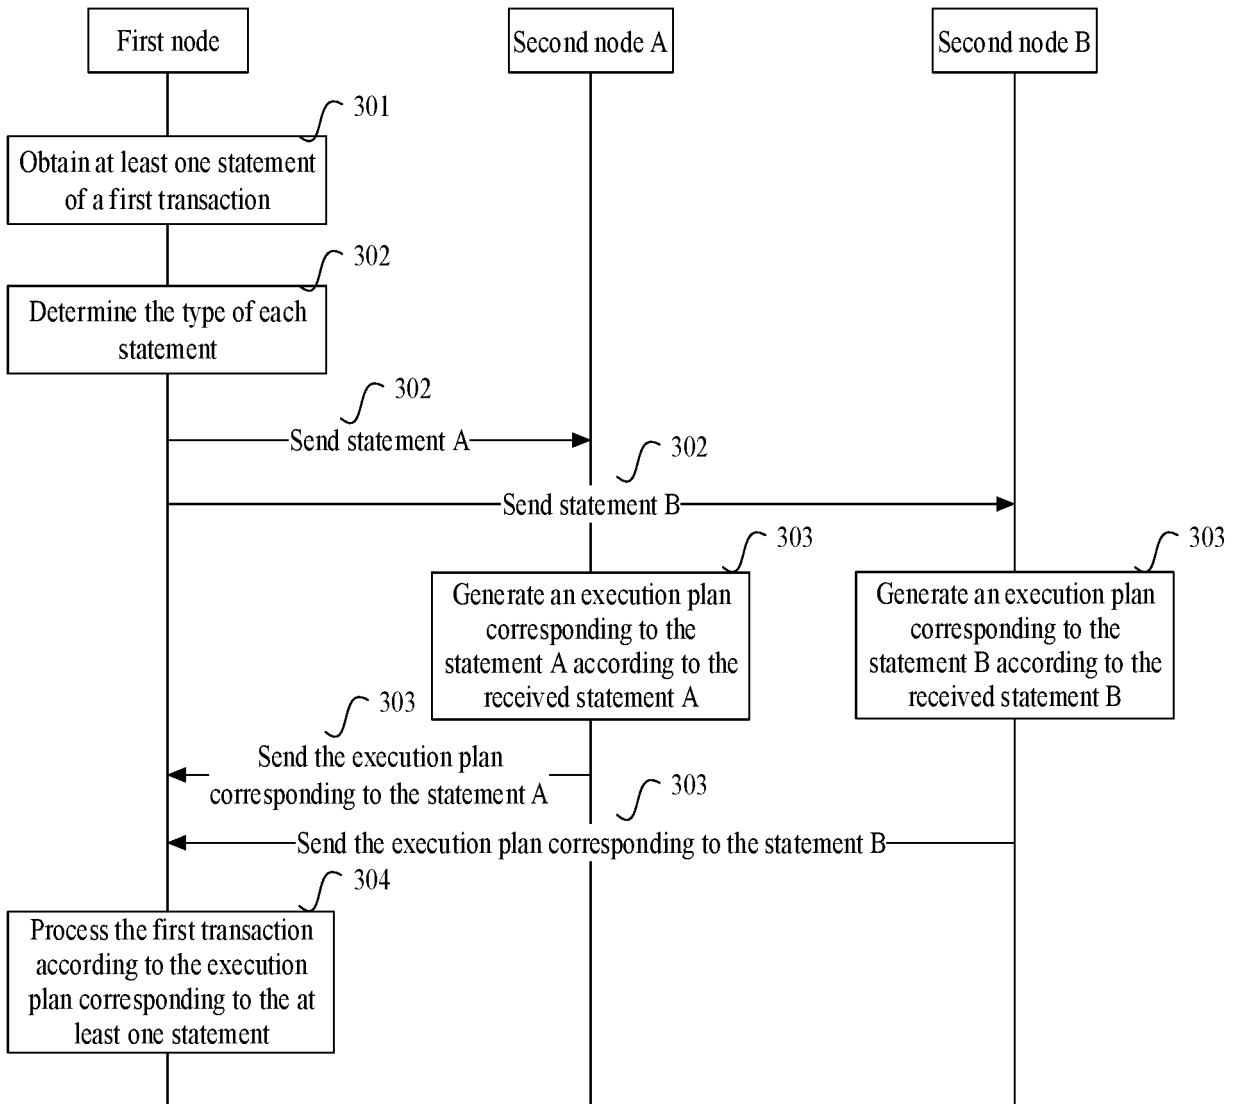 First node
Second node A
Second node B
301
Obtain at least one statement
of a first transaction
302
Determine the type of each
statement
302
Send statement A
302
Send statement B
303
Generate an execution plan
corresponding to the
statement A according to the
received statement A
303
Generate an execution plan
corresponding to the
statement B according to the
received statement B
303
Send the execution plan
corresponding to the statement A
303
Send the execution plan corresponding to the statement B
304
Process the first transaction
according to the execution
plan corresponding to the at
least one statement